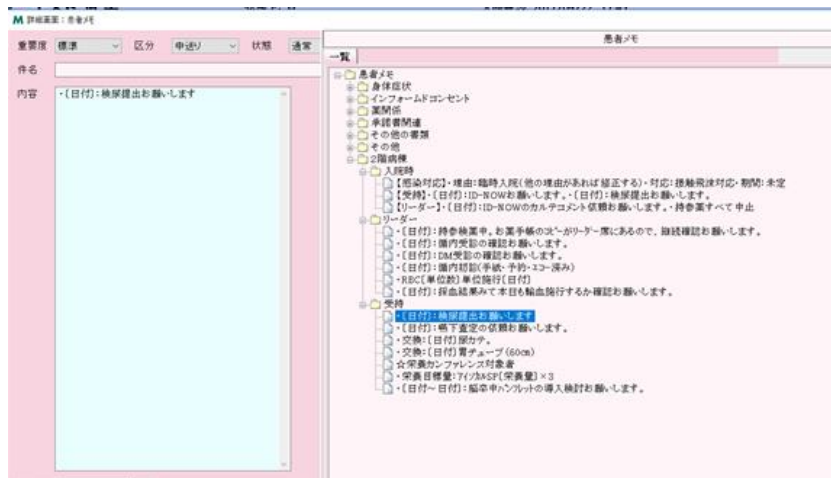 詳細画面：患者メモ
重要度 標準 区分 申送り 状態 通常
件名
内容 ・[日付]：検尿提出お願いします
患者メモ
一覧
患者メモ
身体症状
インフォームドコンセント
薬関係
承諾書関連
その他の書類
その他
2階病棟
入院時
【感染対応】・理由：臨時入院(他の理由があれば修正する)・対応：接触飛沫対応・期間：未定
【受持】・[日付]：ID-NOWお願いします。・[日付]：検尿提出お願いします。
【リーダー】・[日付]：ID-NOWのカルテコメント依頼お願いします。・持参薬すべて中止
リーダー
・[日付]：持参検薬中。お薬手帳のコピーがリーダー席にあるので、継続確認お願いします。
・[日付]：循内受診の確認お願いします。
・[日付]：DM受診の確認お願いします。
・[日付]：循内初診(手紙・予約・エコー済み)
・RBC[単位数]単位施行[日付]
・[日付]：採血結果みて本日も輸血施行するか確認お願いします。
受持
・[日付]：検尿提出お願いします
・[日付]：嚥下査定の依頼お願いします。
・交換：[日付]尿カテ。
・交換：[日付]胃チューブ(60cm)
☆栄養カンファレンス対象者
・栄養目標量：アイソカルSP[栄養量]×3
・[日付～日付]：脳卒中パンフレットの導入検討お願いします。